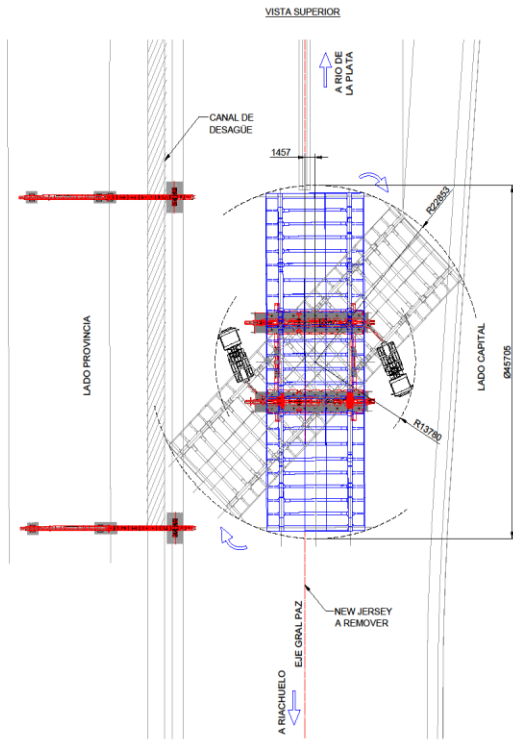 VISTA SUPERIOR
A RIO DE
LA PLATA
CANAL DE
DESAGÜE
1457
R22853
LADO PROVINCIA
LADO CAPITAL
Ø45705
R13780
NEW JERSEY
A REMOVER
EJE GRAL PAZ
A RIACHUELO